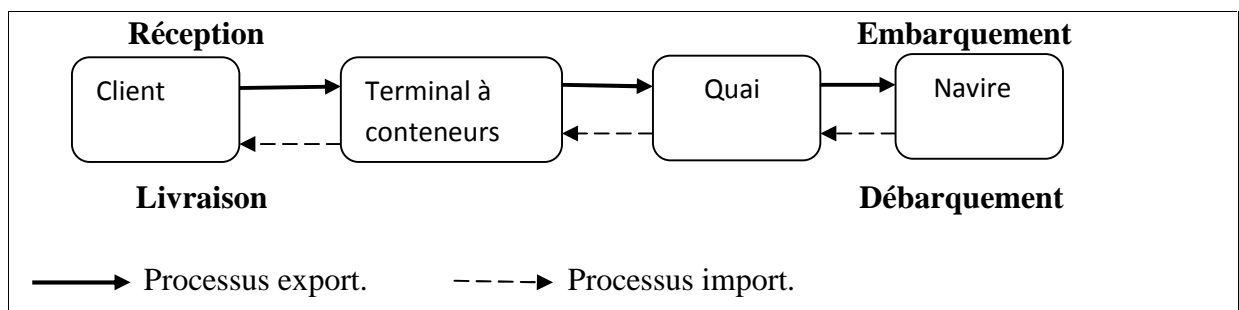 Réception
Embarquement
Client
Terminal à
conteneurs
Quai
Navire
Livraison
Débarquement
Processus export.
Processus import.